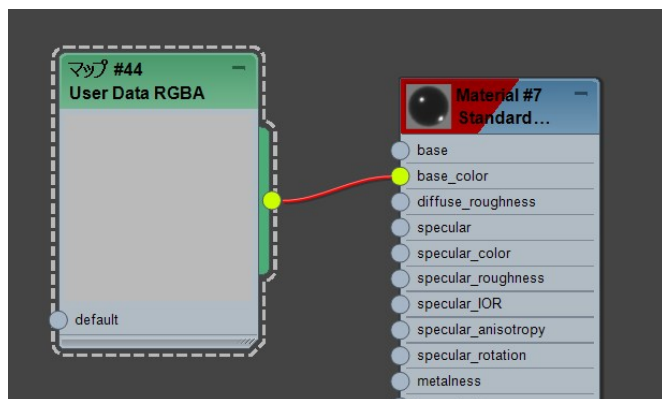 マップ #44
User Data RGBA
default
Material #7
Standard...
base
base_color
diffuse_roughness
specular
specular_color
specular_roughness
specular_IOR
specular_anisotropy
specular_rotation
metalness